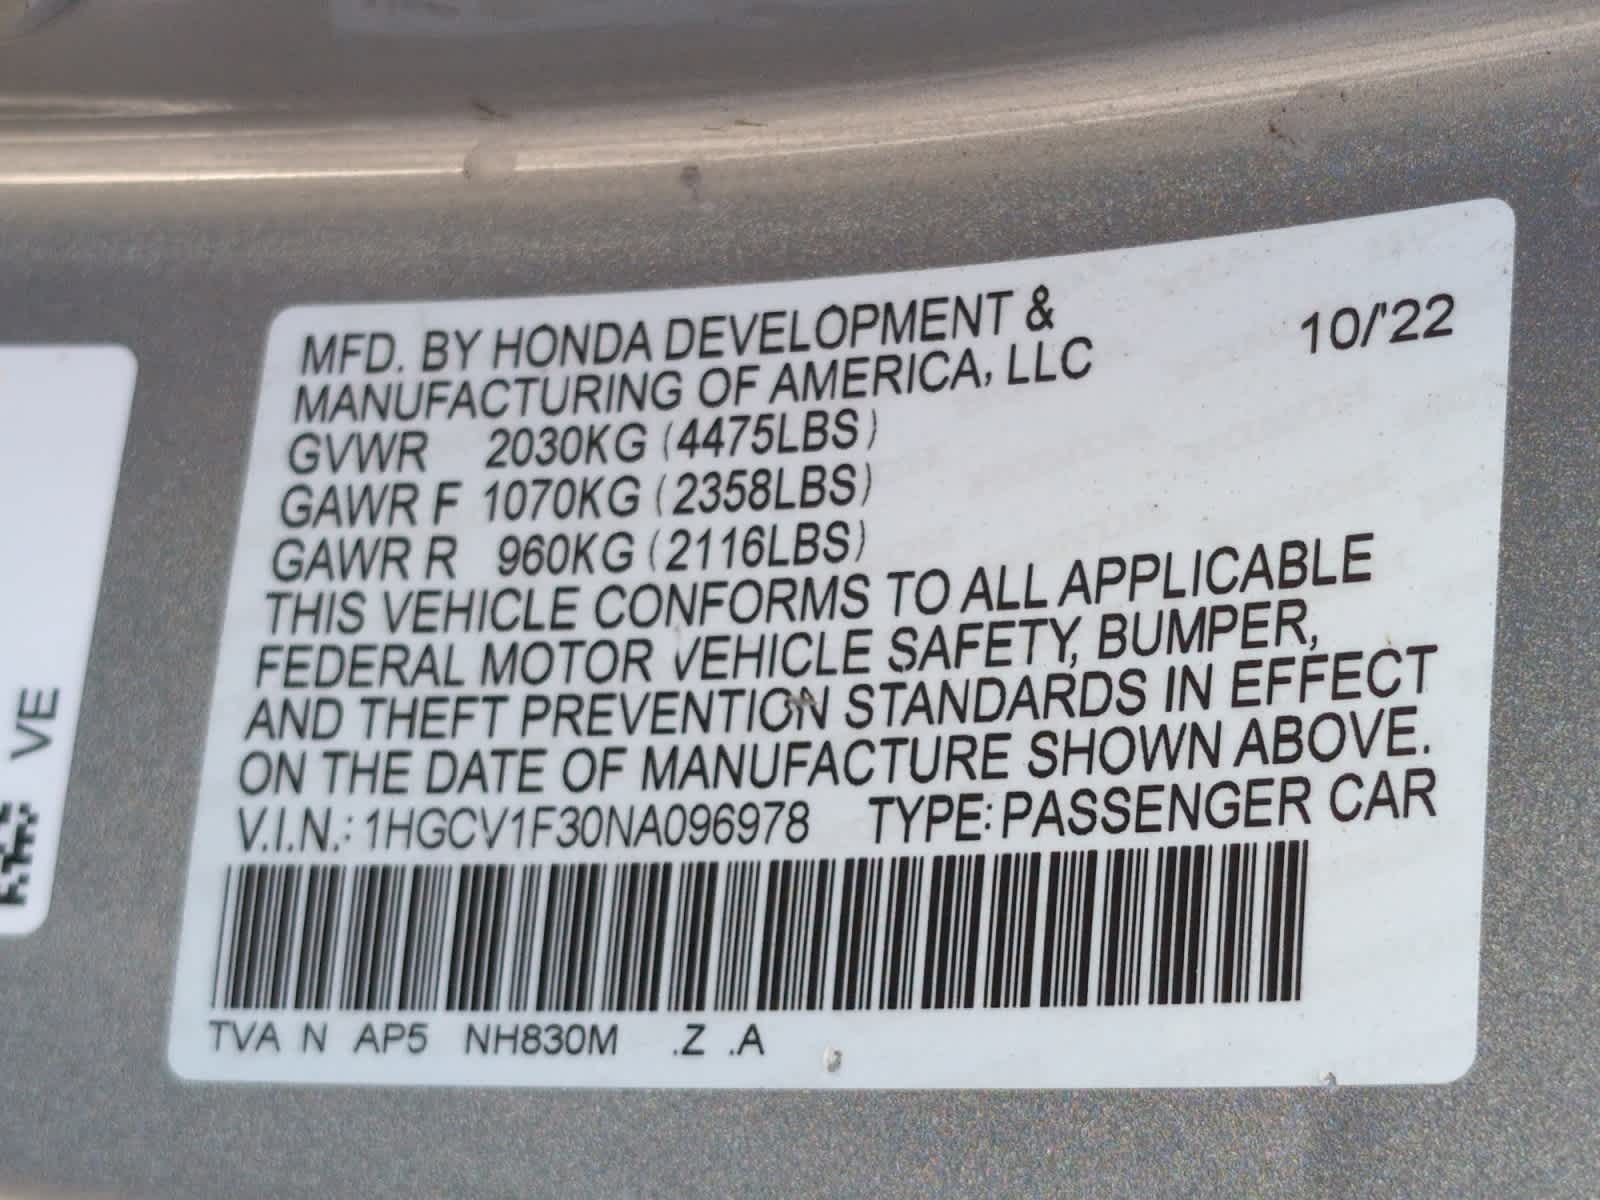 MFD. BY HONDA DEVELOPMENT &
MANUFACTURING OF AMERICA, LLC
10/'22
GVWR 2030KG (4475LBS)
GAWR F 1070KG (2358LBS)
GAWR R 960KG (2116LBS)
THIS VEHICLE CONFORMS TO ALL APPLICABLE
FEDERAL MOTOR VEHICLE SAFETY, BUMPER,
AND THEFT PREVENTION STANDARDS IN EFFECT
ON THE DATE OF MANUFACTURE SHOWN ABOVE.
V.I.N.: 1HGCV1F30NA096978 TYPE: PASSENGER CAR
TVA N AP5 NH830M .Z .A
VE